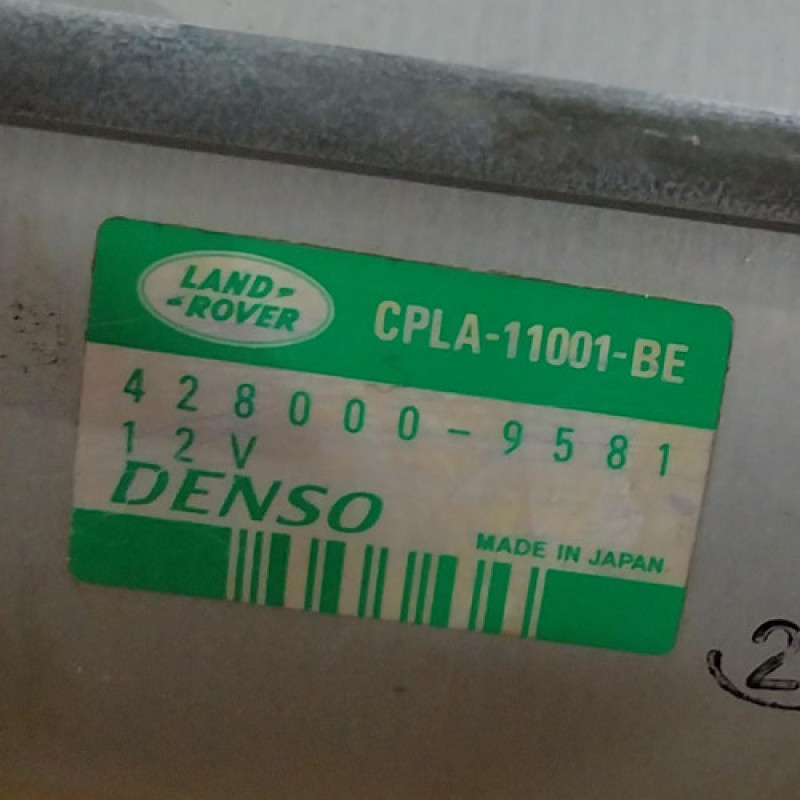 LAND-
-ROVER
CPLA-11001-BE
428000-9581
12V
DENSO
MADE IN JAPAN
2